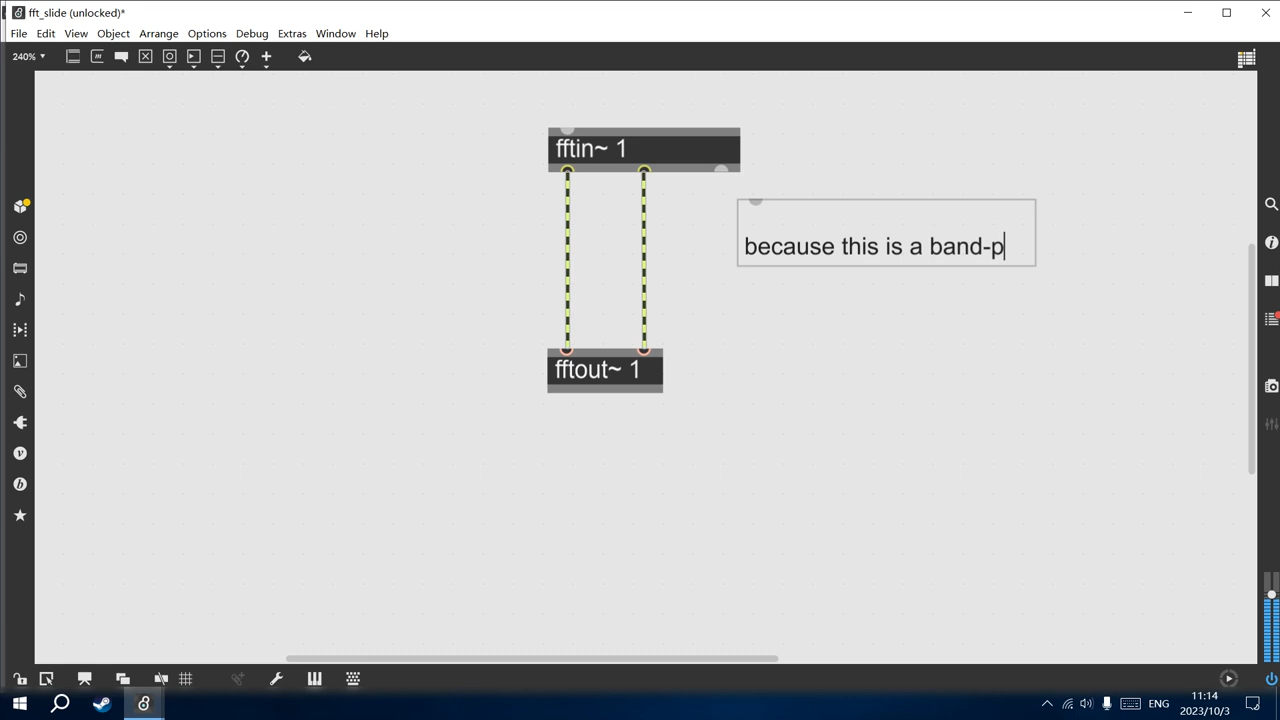 fft_slide (unlocked)*
File Edit View Object Arrange Options Debug Extras Window Help
240%
fftin~ 1
because this is a band-p
fftout~ 1
ENG
11:14
2023/10/3